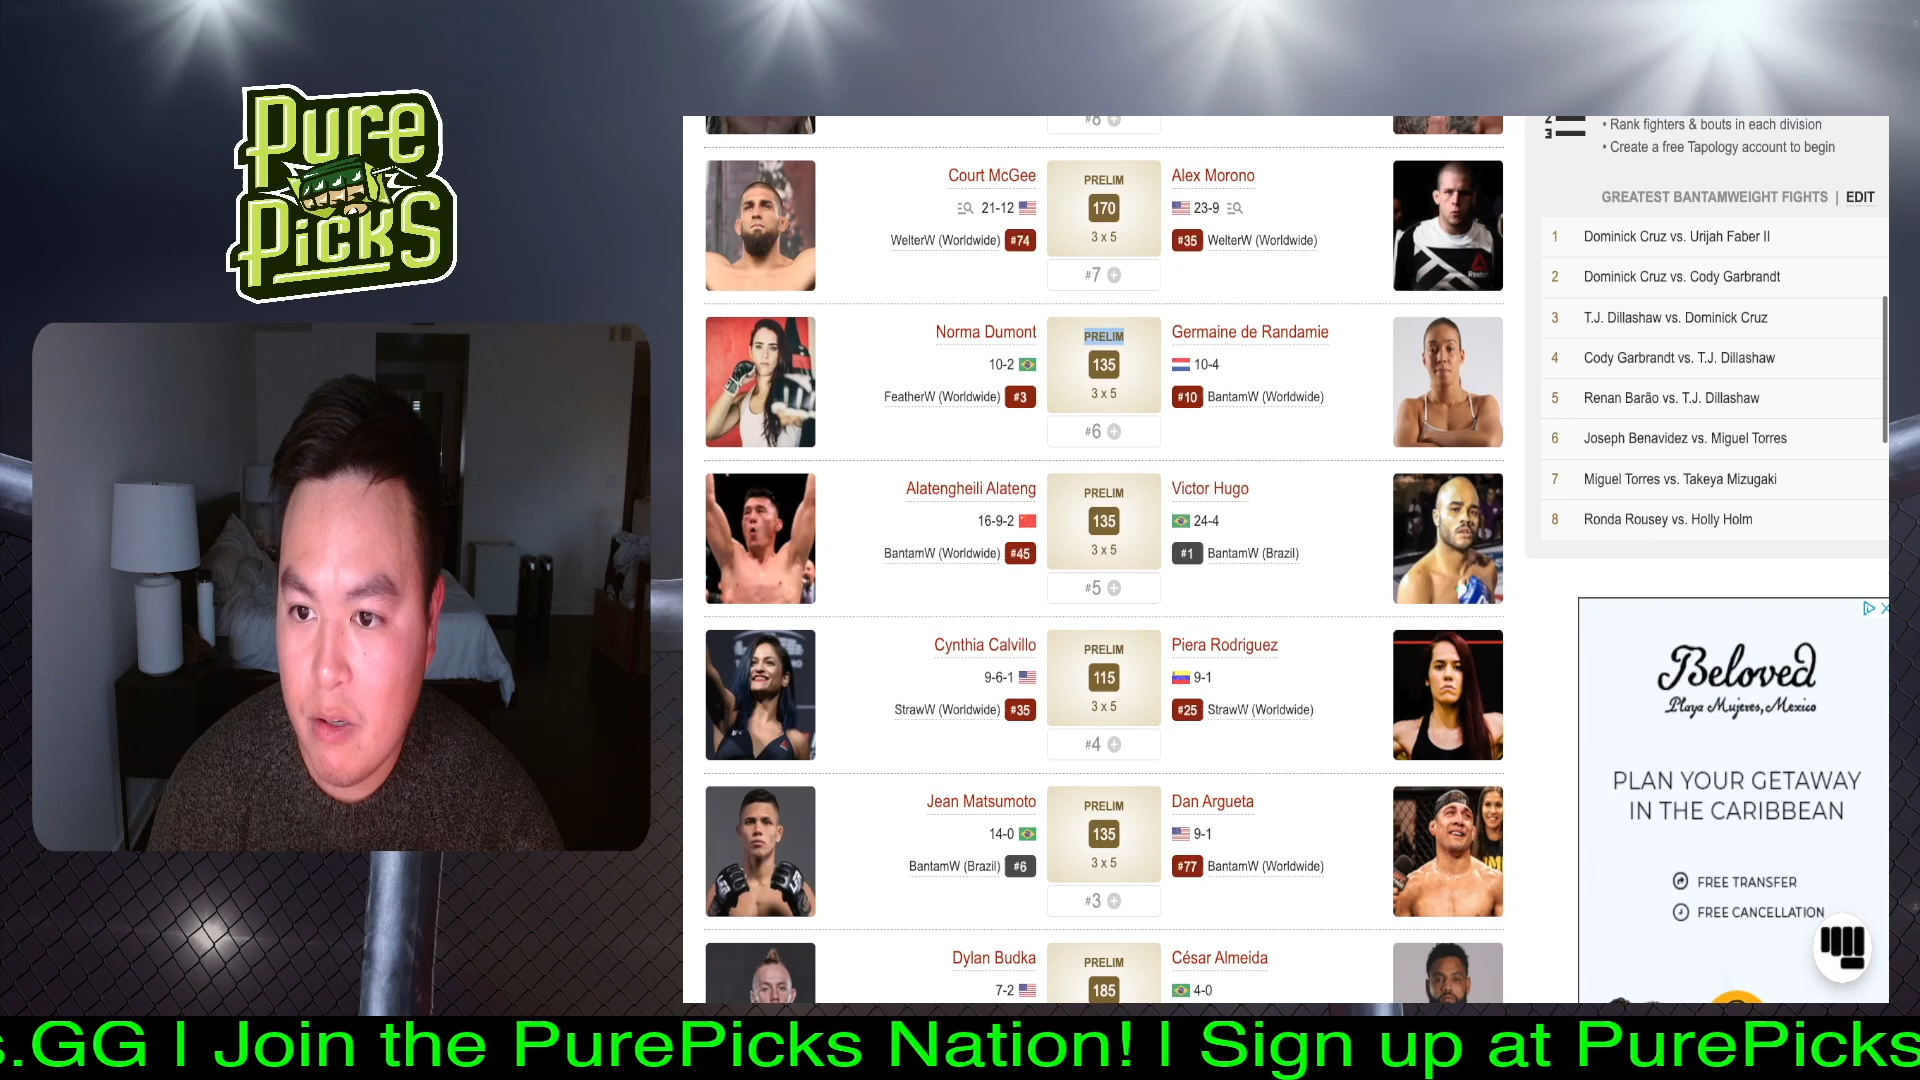 Pure
Picks
#8
Court McGee
21-12
WelterW (Worldwide) #74
PRELIM
170
3 x 5
#7
Alex Morono
23-9
#35 WelterW (Worldwide)
Reebok
Norma Dumont
10-2
FeatherW (Worldwide) #3
PRELIM
135
3 x 5
#6
Germaine de Randamie
10-4
#10 BantamW (Worldwide)
Alatengheili Alateng
16-9-2
BantamW (Worldwide) #45
PRELIM
135
3 x 5
#5
Victor Hugo
24-4
#1 BantamW (Brazil)
Cynthia Calvillo
9-6-1
StrawW (Worldwide) #35
PRELIM
115
3 x 5
#4
Piera Rodriguez
9-1
#25 StrawW (Worldwide)
Jean Matsumoto
14-0
BantamW (Brazil) #6
PRELIM
135
3 x 5
#3
Dan Argueta
9-1
#77 BantamW (Worldwide)
Dylan Budka
7-2
PRELIM
185
César Almeida
4-0
2
3
• Rank fighters & bouts in each division
• Create a free Tapology account to begin
GREATEST BANTAMWEIGHT FIGHTS | EDIT
1 Dominick Cruz vs. Urijah Faber II
2 Dominick Cruz vs. Cody Garbrandt
3 T.J. Dillashaw vs. Dominick Cruz
4 Cody Garbrandt vs. T.J. Dillashaw
5 Renan Barão vs. T.J. Dillashaw
6 Joseph Benavidez vs. Miguel Torres
7 Miguel Torres vs. Takeya Mizugaki
8 Ronda Rousey vs. Holly Holm
Beloved
Playa Mujeres, Mexico
PLAN YOUR GETAWAY
IN THE CARIBBEAN
FREE TRANSFER
FREE CANCELLATION
s.GG | Join the PurePicks Nation! | Sign up at PurePicks